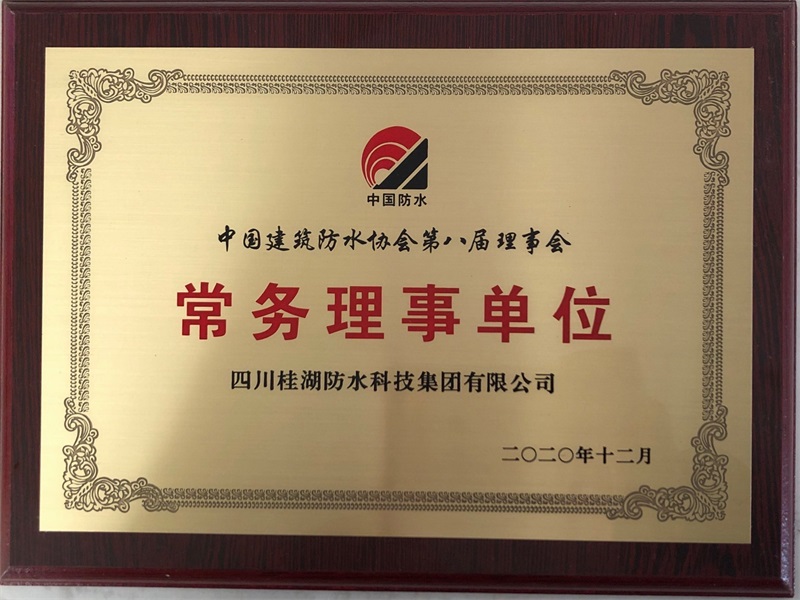 中国防水
中国建筑防水协会第八届理事会
常务理事单位
四川桂湖防水科技集团有限公司
二〇二〇年十二月